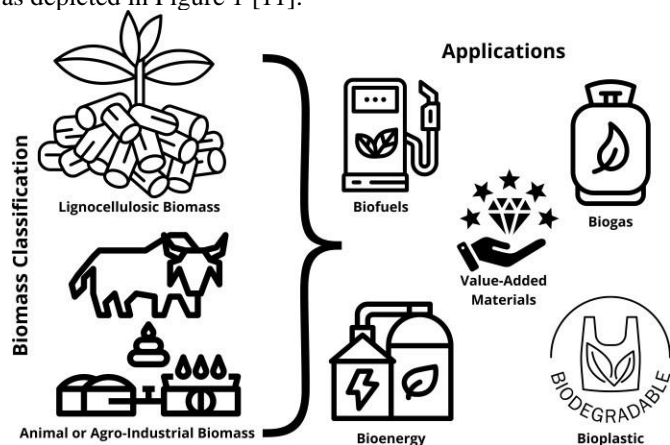 as depicted in Figure 1 [11].
Applications
Biomass Classification
Lignocellulosic Biomass
Biofuels
Biogas
Value-Added
Materials
Animal or Agro-Industrial Biomass
Bioenergy
BIODEGRADABLE
Bioplastic